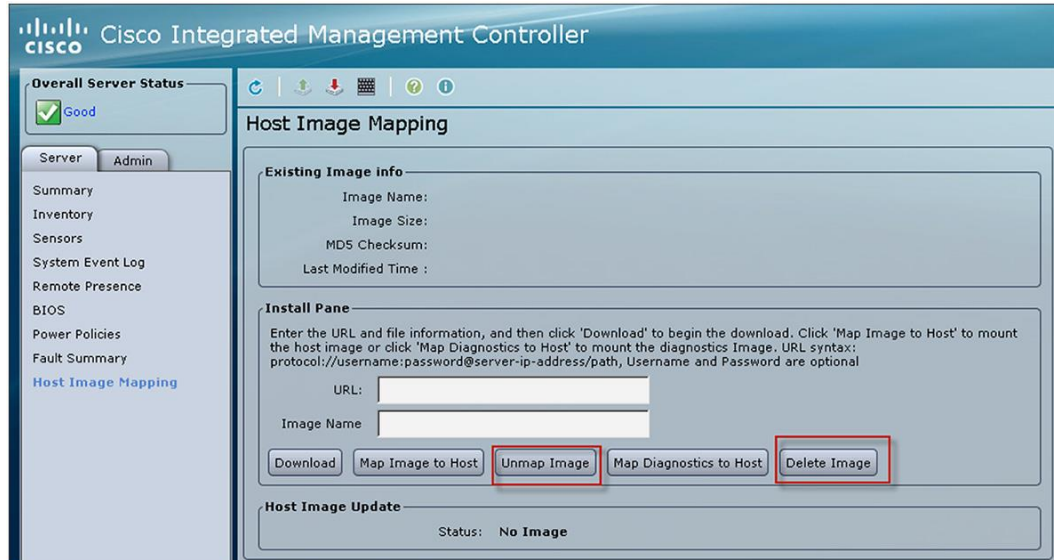 CISCO
Cisco Integrated Management Controller
Overall Server Status
Good
Server
Admin
Summary
Inventory
Sensors
System Event Log
Remote Presence
BIOS
Power Policies
Fault Summary
Host Image Mapping
Host Image Mapping
Existing Image info
Image Name:
Image Size:
MD5 Checksum:
Last Modified Time :
Install Pane
Enter the URL and file information, and then click 'Download' to begin the download. Click 'Map Image to Host' to mount
the host image or click 'Map Diagnostics to Host' to mount the diagnostics Image. URL syntax:
protocol://username:password@server-ip-address/path, Username and Password are optional
URL:
Image Name
Download
Map Image to Host
Unmap Image
Map Diagnostics to Host
Delete Image
Host Image Update
Status: No Image